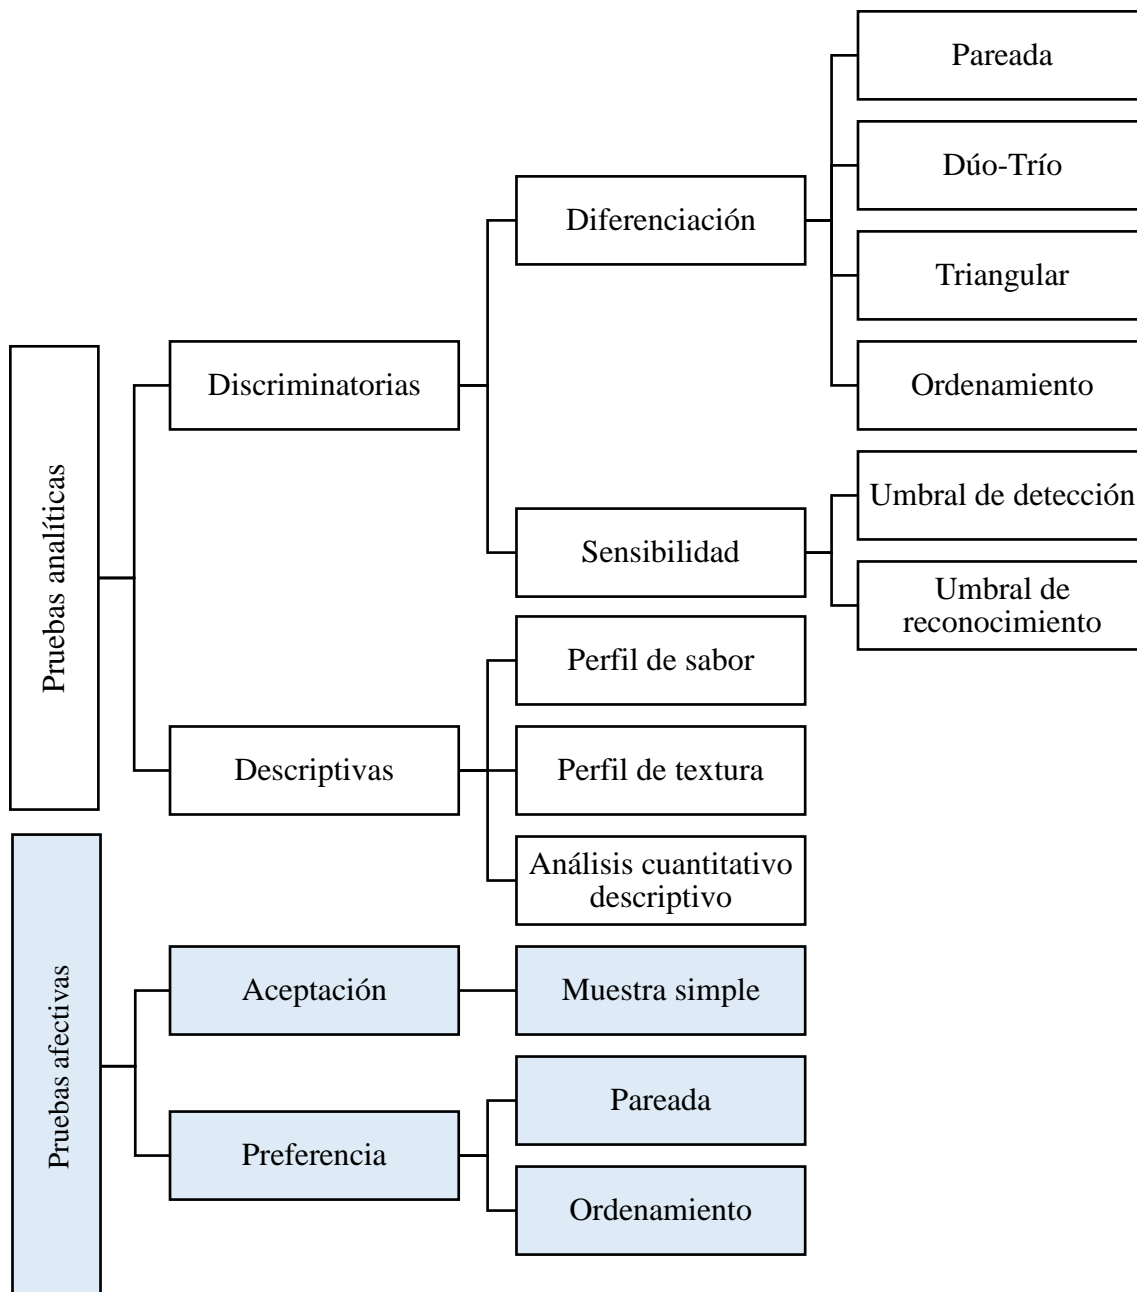 Pruebas analíticas
Discriminatorias
Diferenciación
Pareada
Dúo-Trío
Triangular
Ordenamiento
Sensibilidad
Umbral de detección
Umbral de
reconocimiento
Descriptivas
Perfil de sabor
Perfil de textura
Análisis cuantitativo
descriptivo
Pruebas afectivas
Aceptación
Muestra simple
Preferencia
Pareada
Ordenamiento